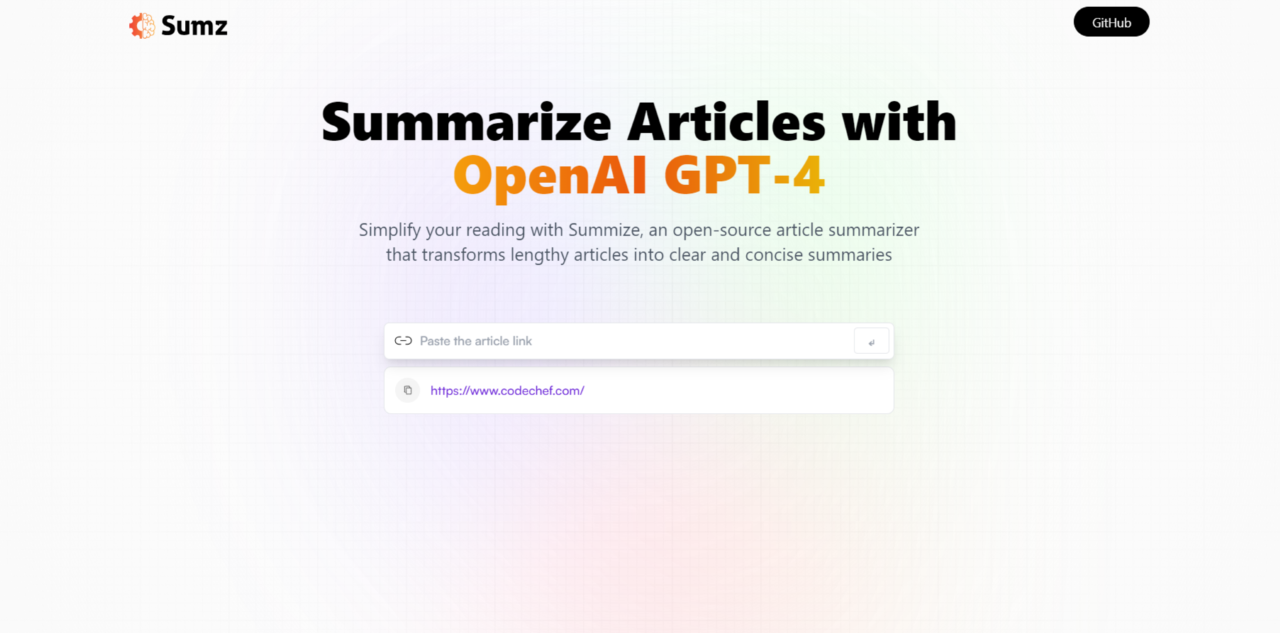 Sumz
GitHub
Summarize Articles with
OpenAI GPT-4
Simplify your reading with Summize, an open-source article summarizer
that transforms lengthy articles into clear and concise summaries
Paste the article link
https://www.codechef.com/